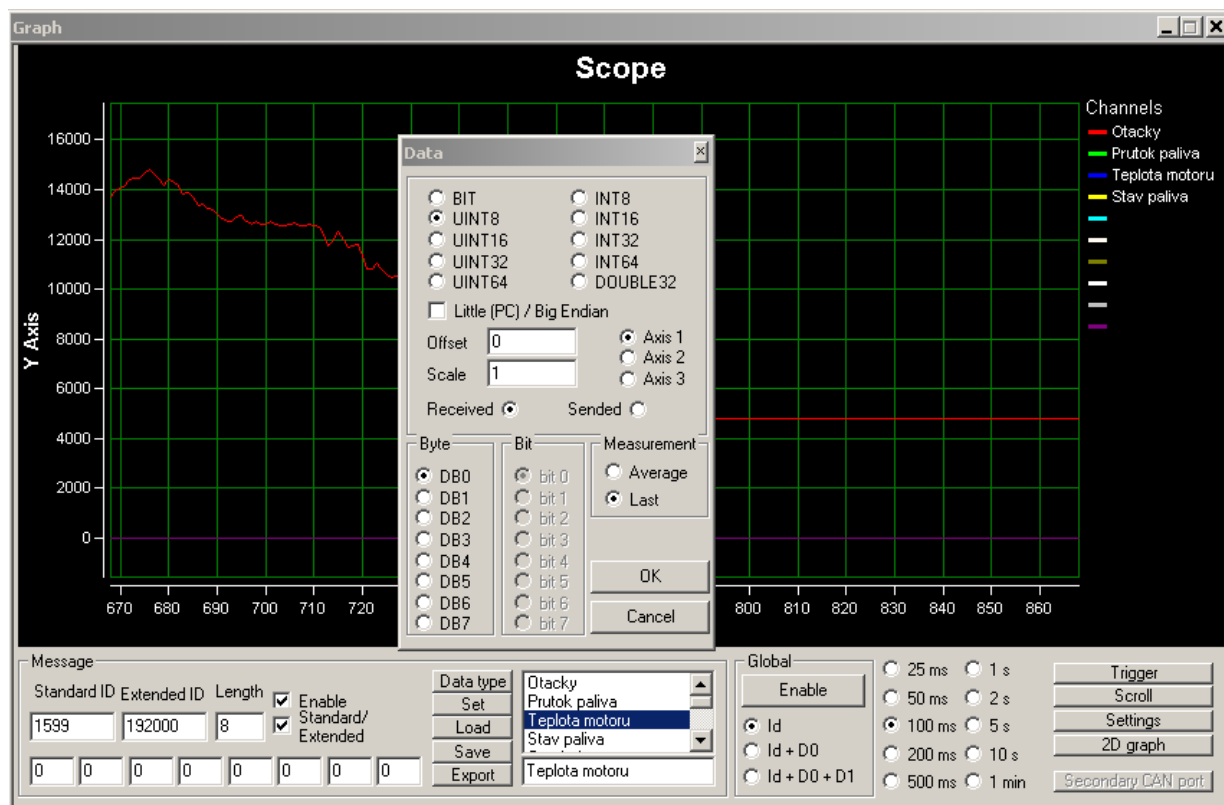 Graph
Scope
Channels
Otacky
Prutok paliva
Teplota motoru
Stav paliva
Y Axis
16000
14000
12000
10000
8000
6000
4000
2000
0
670 680 690 700 710 720 800 810 820 830 840 850 860
Data
BIT INT8
UINT8 INT16
UINT16 INT32
UINT32 INT64
UINT64 DOUBLE32
Little (PC) / Big Endian
Offset 0 Axis 1
Axis 2
Scale 1 Axis 3
Received Sended
Byte Bit Measurement
DB0 bit 0 Average
DB1 bit 1 Last
DB2 bit 2
DB3 bit 3
DB4 bit 4
DB5 bit 5
DB6 bit 6
DB7 bit 7
OK
Cancel
Message
Standard ID Extended ID Length
1599 192000 8
Enable
Standard/
Extended
0 0 0 0 0 0 0 0
Data type
Set
Load
Save
Export
Otacky
Prutok paliva
Teplota motoru
Stav paliva
Teplota motoru
Global
Enable
Id
Id + D0
Id + D0 + D1
25 ms 1 s
50 ms 2 s
100 ms 5 s
200 ms 10 s
500 ms 1 min
Trigger
Scroll
Settings
2D graph
Secondary CAN port